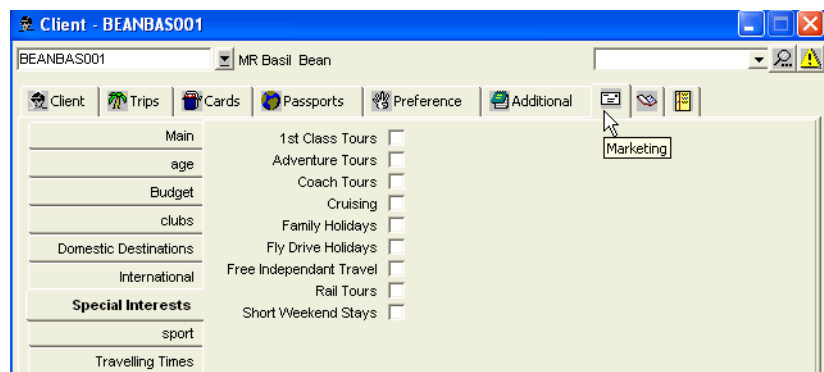 Client - BEANBAS001
BEANBAS001 MR Basil Bean
Client Trips Cards Passports Preference Additional
Marketing
Main
age
Budget
clubs
Domestic Destinations
International
Special Interests
sport
Travelling Times
1st Class Tours
Adventure Tours
Coach Tours
Cruising
Family Holidays
Fly Drive Holidays
Free Independant Travel
Rail Tours
Short Weekend Stays